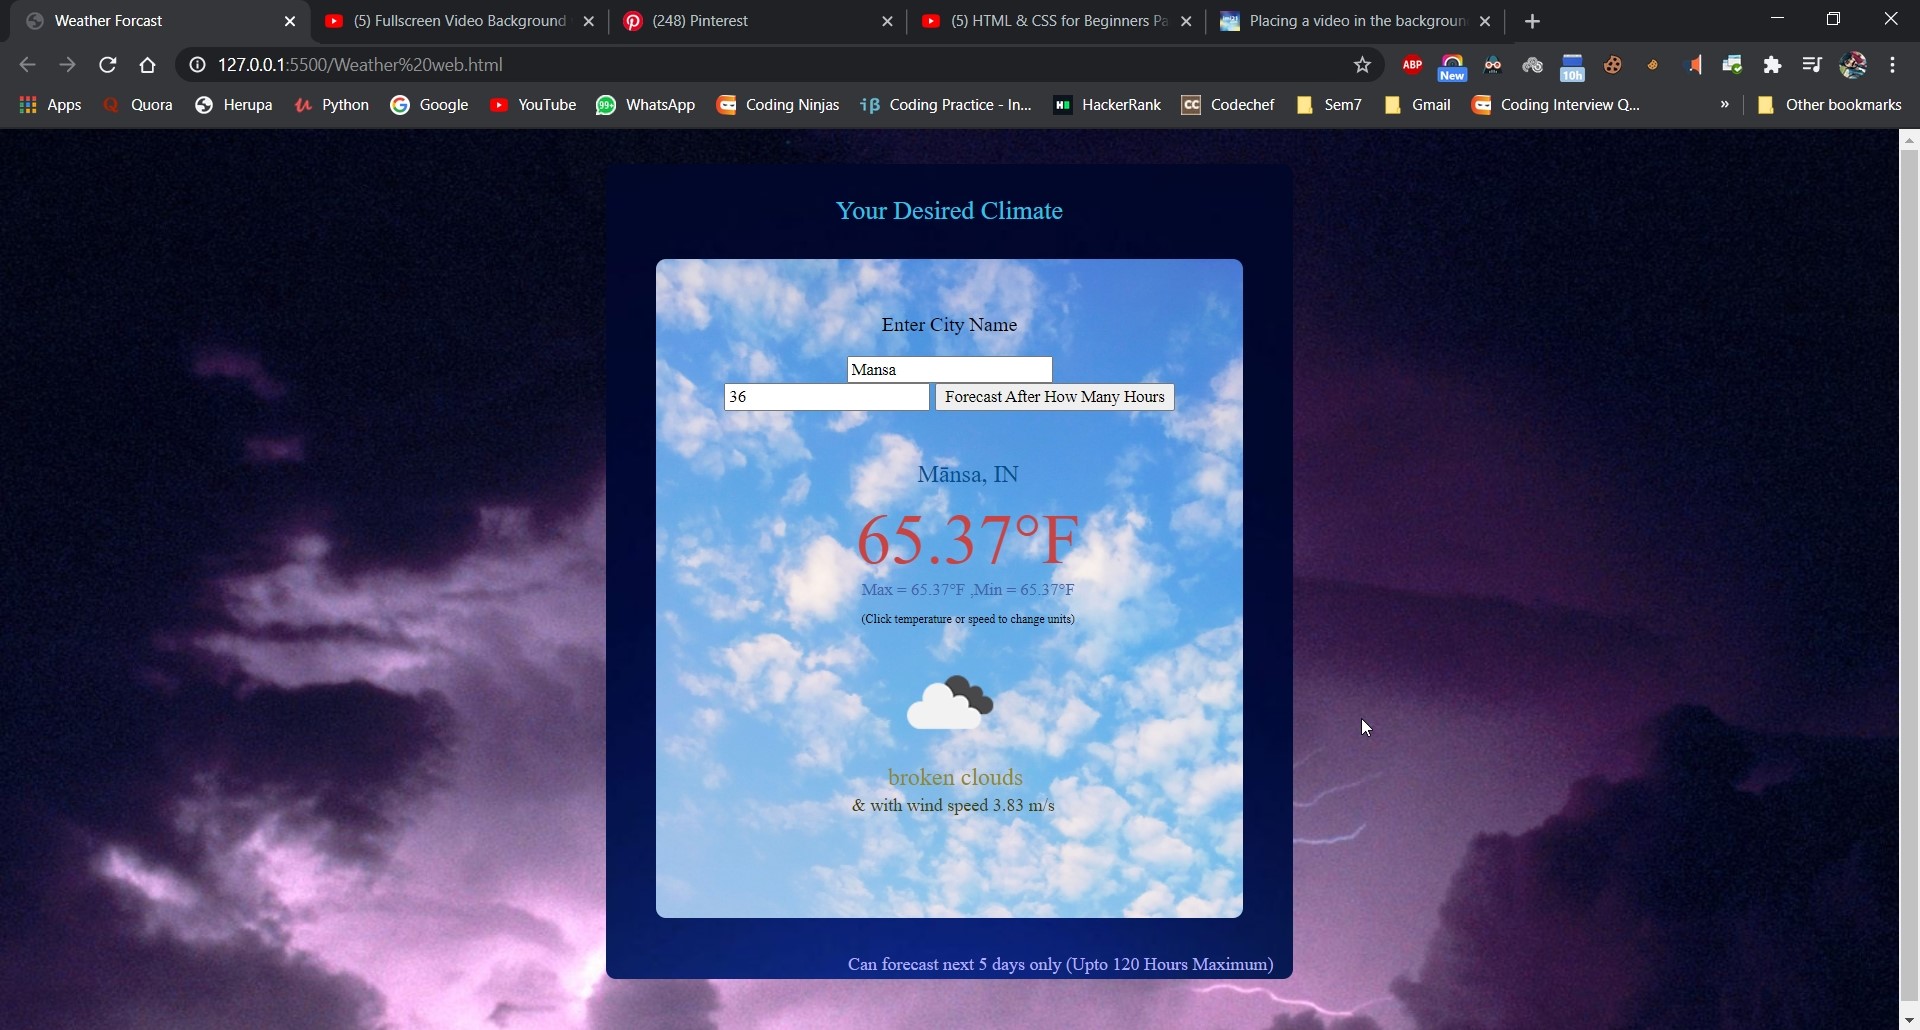 Weather Forcast
(5) Fullscreen Video Background
(248) Pinterest
(5) HTML & CSS for Beginners Pa
Placing a video in the backgroun
127.0.0.1:5500/Weather%20web.html
ABP
New
10h
Apps
Quora
Herupa
Python
Google
YouTube
99+
WhatsApp
Coding Ninjas
Coding Practice - In...
HackerRank
CC
Codechef
Sem7
Gmail
Coding Interview Q...
»
Other bookmarks
Your Desired Climate
Enter City Name
Mansa
36
Forecast After How Many Hours
Mānsa, IN
65.37°F
Max = 65.37°F ,Min = 65.37°F
(Click temperature or speed to change units)
broken clouds
& with wind speed 3.83 m/s
Can forecast next 5 days only (Upto 120 Hours Maximum)